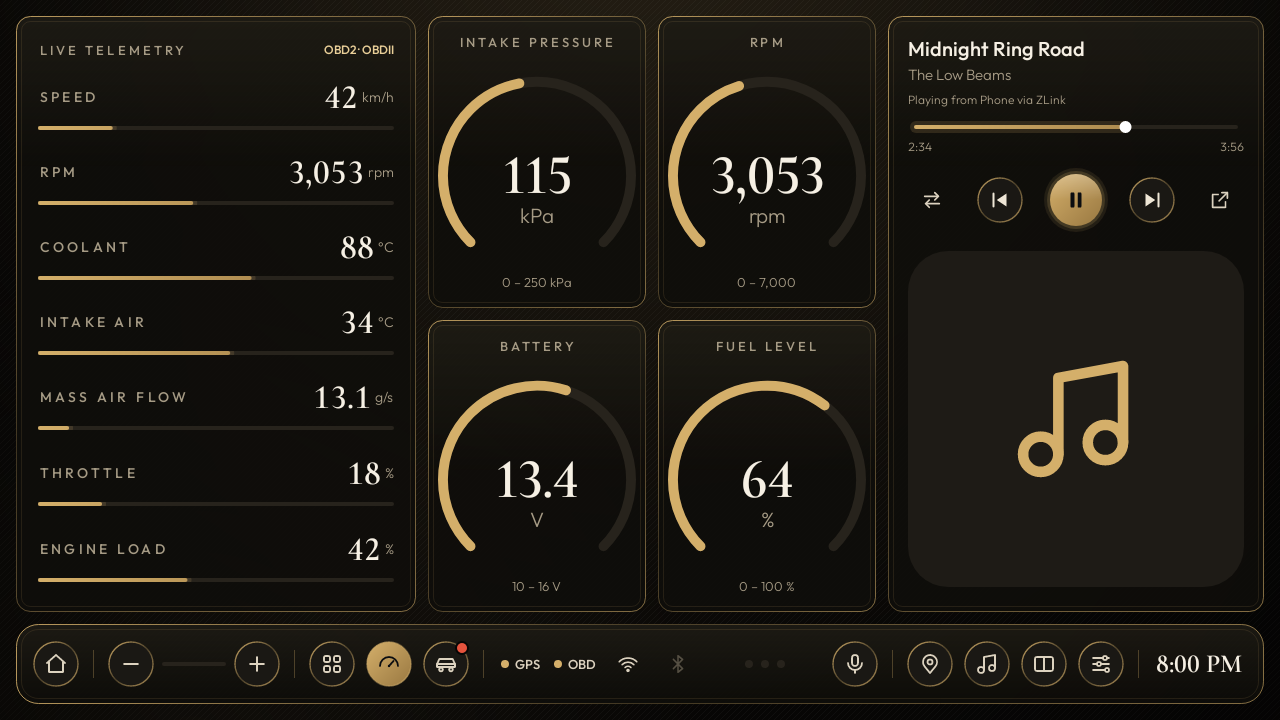 LIVE TELEMETRY
OBD2·OBDII
SPEED
42 km/h
RPM
3,053 rpm
COOLANT
88 °C
INTAKE AIR
34 °C
MASS AIR FLOW
13.1 g/s
THROTTLE
18 %
ENGINE LOAD
42 %
INTAKE PRESSURE
115
kPa
0 – 250 kPa
RPM
3,053
rpm
0 – 7,000
BATTERY
13.4
V
10 – 16 V
FUEL LEVEL
64
%
0 – 100 %
Midnight Ring Road
The Low Beams
Playing from Phone via ZLink
2:34
3:56
GPS
OBD
8:00 PM